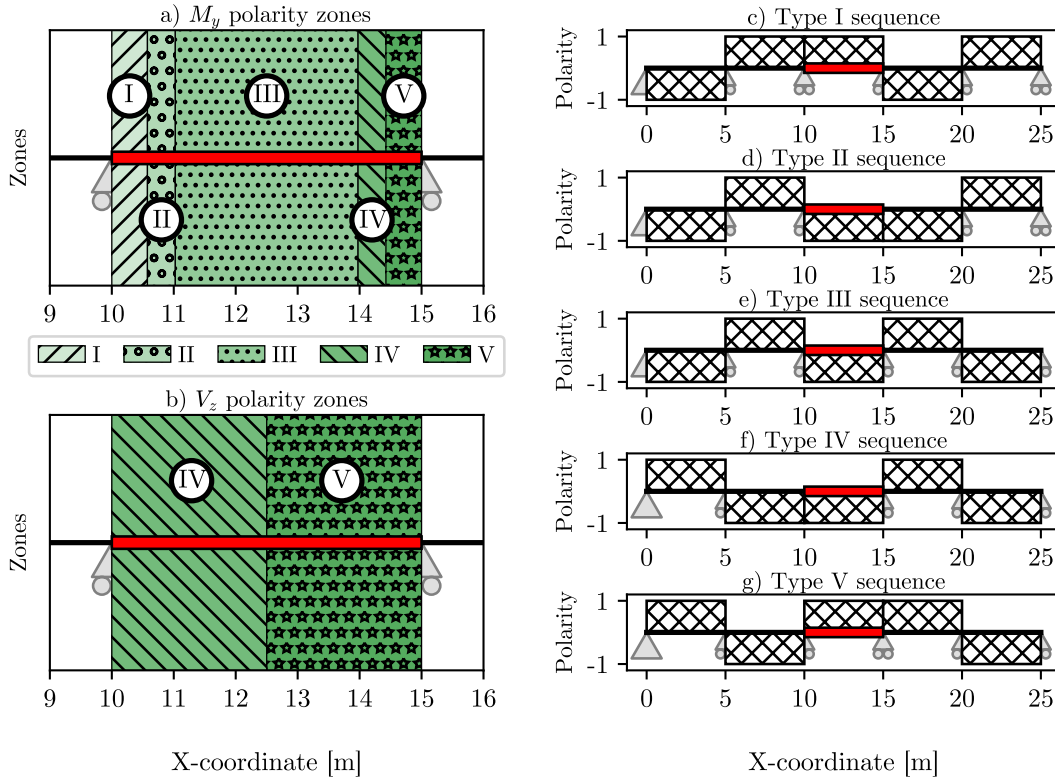 a) M_y polarity zones
Zones
I
II
III
IV
V
9 10 11 12 13 14 15 16
I II III IV V
b) V_z polarity zones
Zones
IV
V
9 10 11 12 13 14 15 16
X-coordinate [m]
c) Type I sequence
Polarity
1
-1
0 5 10 15 20 25
d) Type II sequence
Polarity
1
-1
0 5 10 15 20 25
e) Type III sequence
Polarity
1
-1
0 5 10 15 20 25
f) Type IV sequence
Polarity
1
-1
0 5 10 15 20 25
g) Type V sequence
Polarity
1
-1
0 5 10 15 20 25
X-coordinate [m]